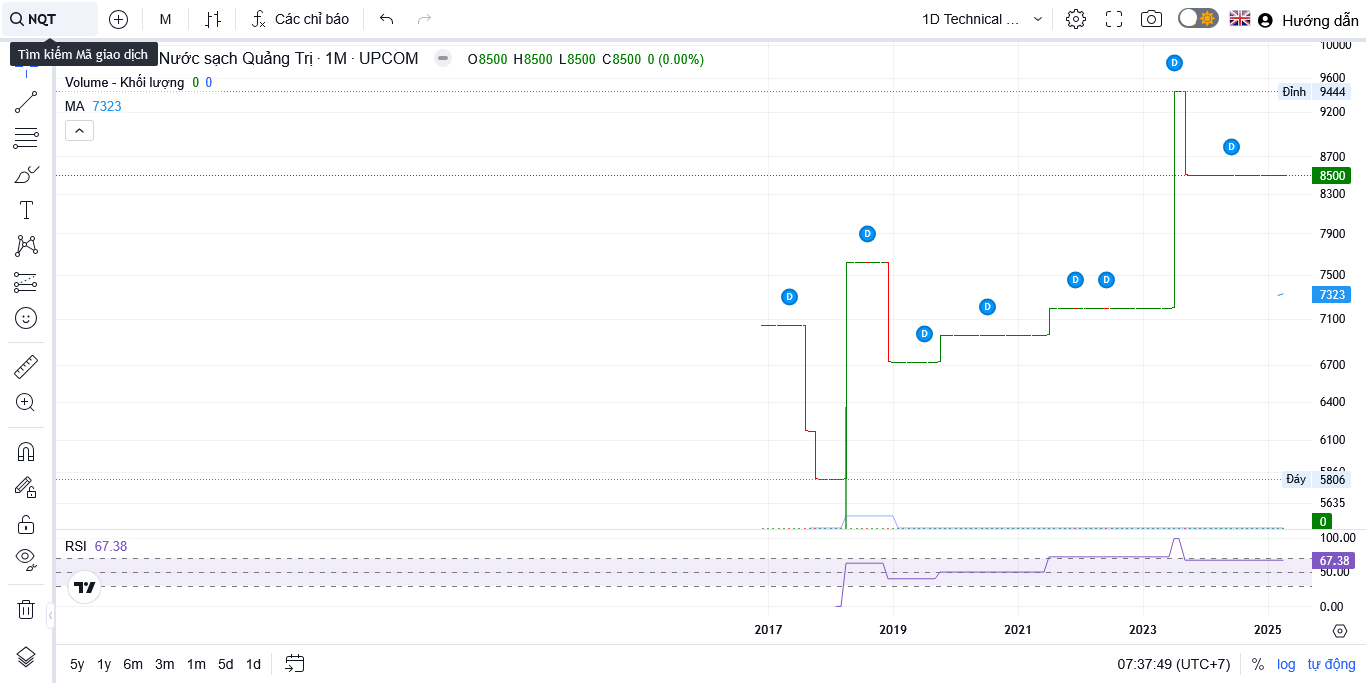 NQT
M
Các chỉ báo
1D Technical ...
Hướng dẫn
Tìm kiếm Mã giao dịch
Nước sạch Quảng Trị · 1M · UPCOM
O8500 H8500 L8500 C8500 0 (0.00%)
Volume - Khối lượng 0 0
MA 7323
10000
9600
Đỉnh 9444
9200
8700
8500
8300
7900
7500
7323
7100
6700
6400
6100
5860
Đáy 5806
5635
0
D
D
D
D
D
D
D
D
RSI 67.38
100.00
67.38
50.00
0.00
2017
2019
2021
2023
2025
5y 1y 6m 3m 1m 5d 1d
07:37:49 (UTC+7)
%
log
tự động